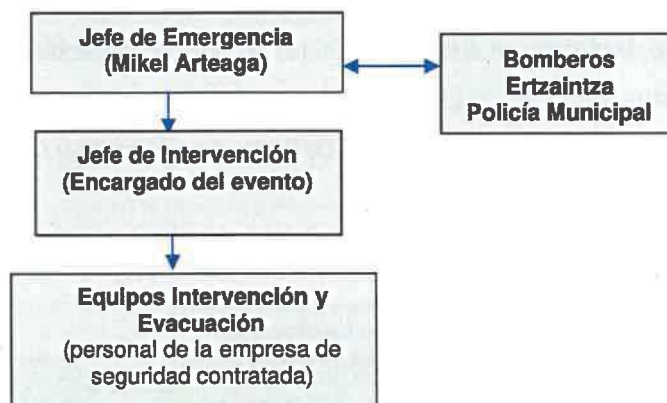 Jefe de Emergencia
(Mikel Arteaga)
Bomberos
Ertzaintza
Policía Municipal
Jefe de Intervención
(Encargado del evento)
Equipos Intervención y
Evacuación
(personal de la empresa de
seguridad contratada)